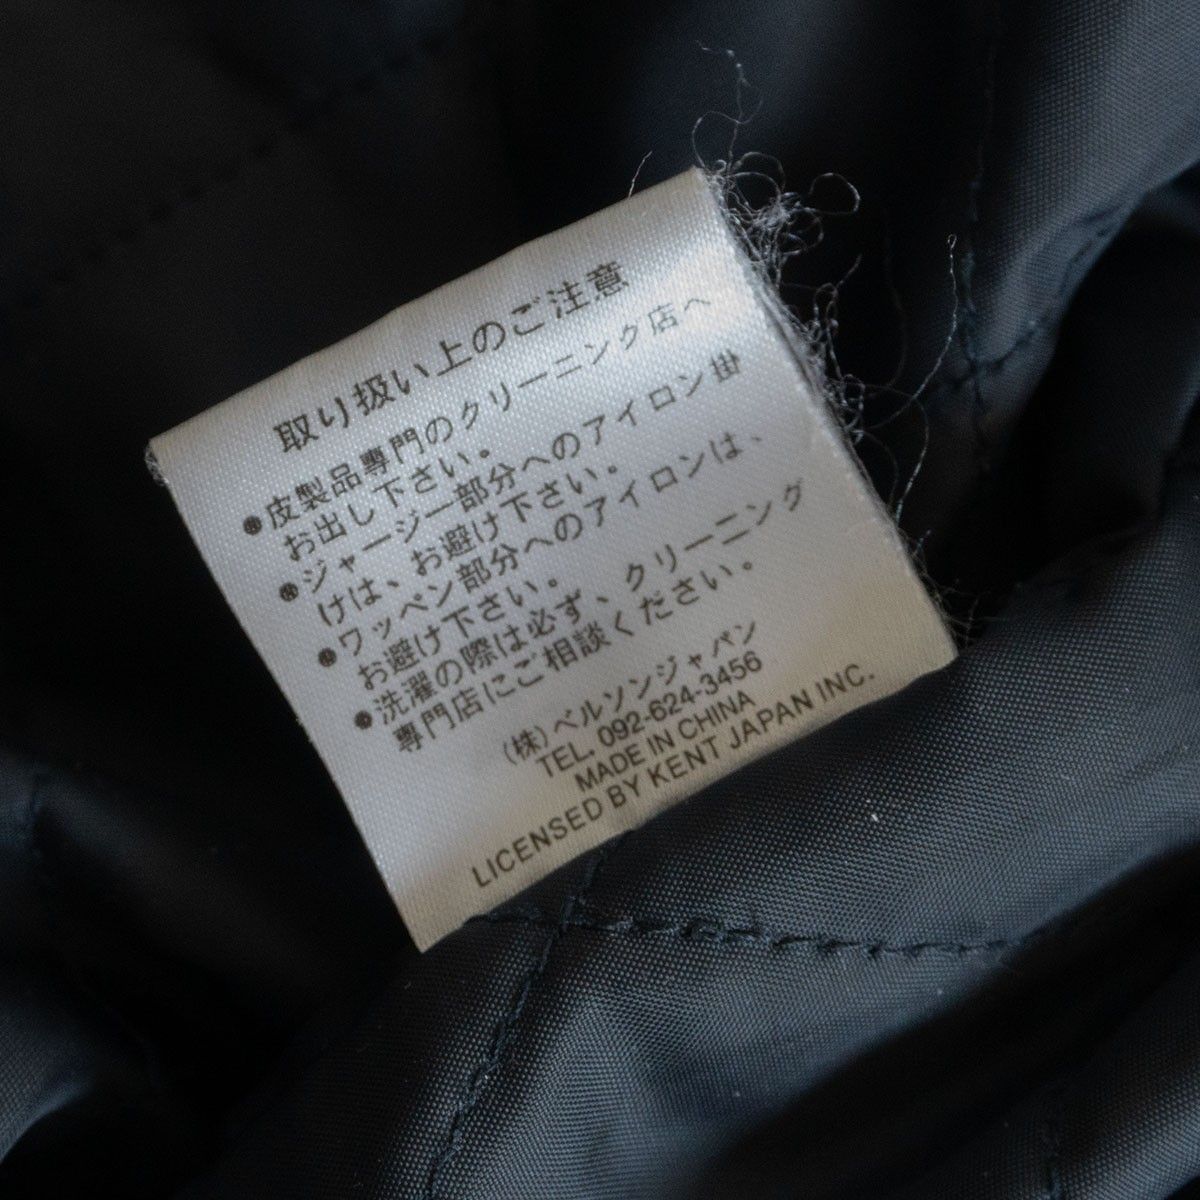 取り扱い上のご注意
●皮製品専門のクリーニング店へ
お出し下さい。
●ジャージー部分へのアイロン掛
けは、お避け下さい。
●ワッペン部分へのアイロンは、
お避け下さい。
●洗濯の際は必ず、クリーニング
専門店にご相談ください。
(株)ベルソンジャパン
TEL. 092-624-3456
MADE IN CHINA
LICENSED BY KENT JAPAN INC.